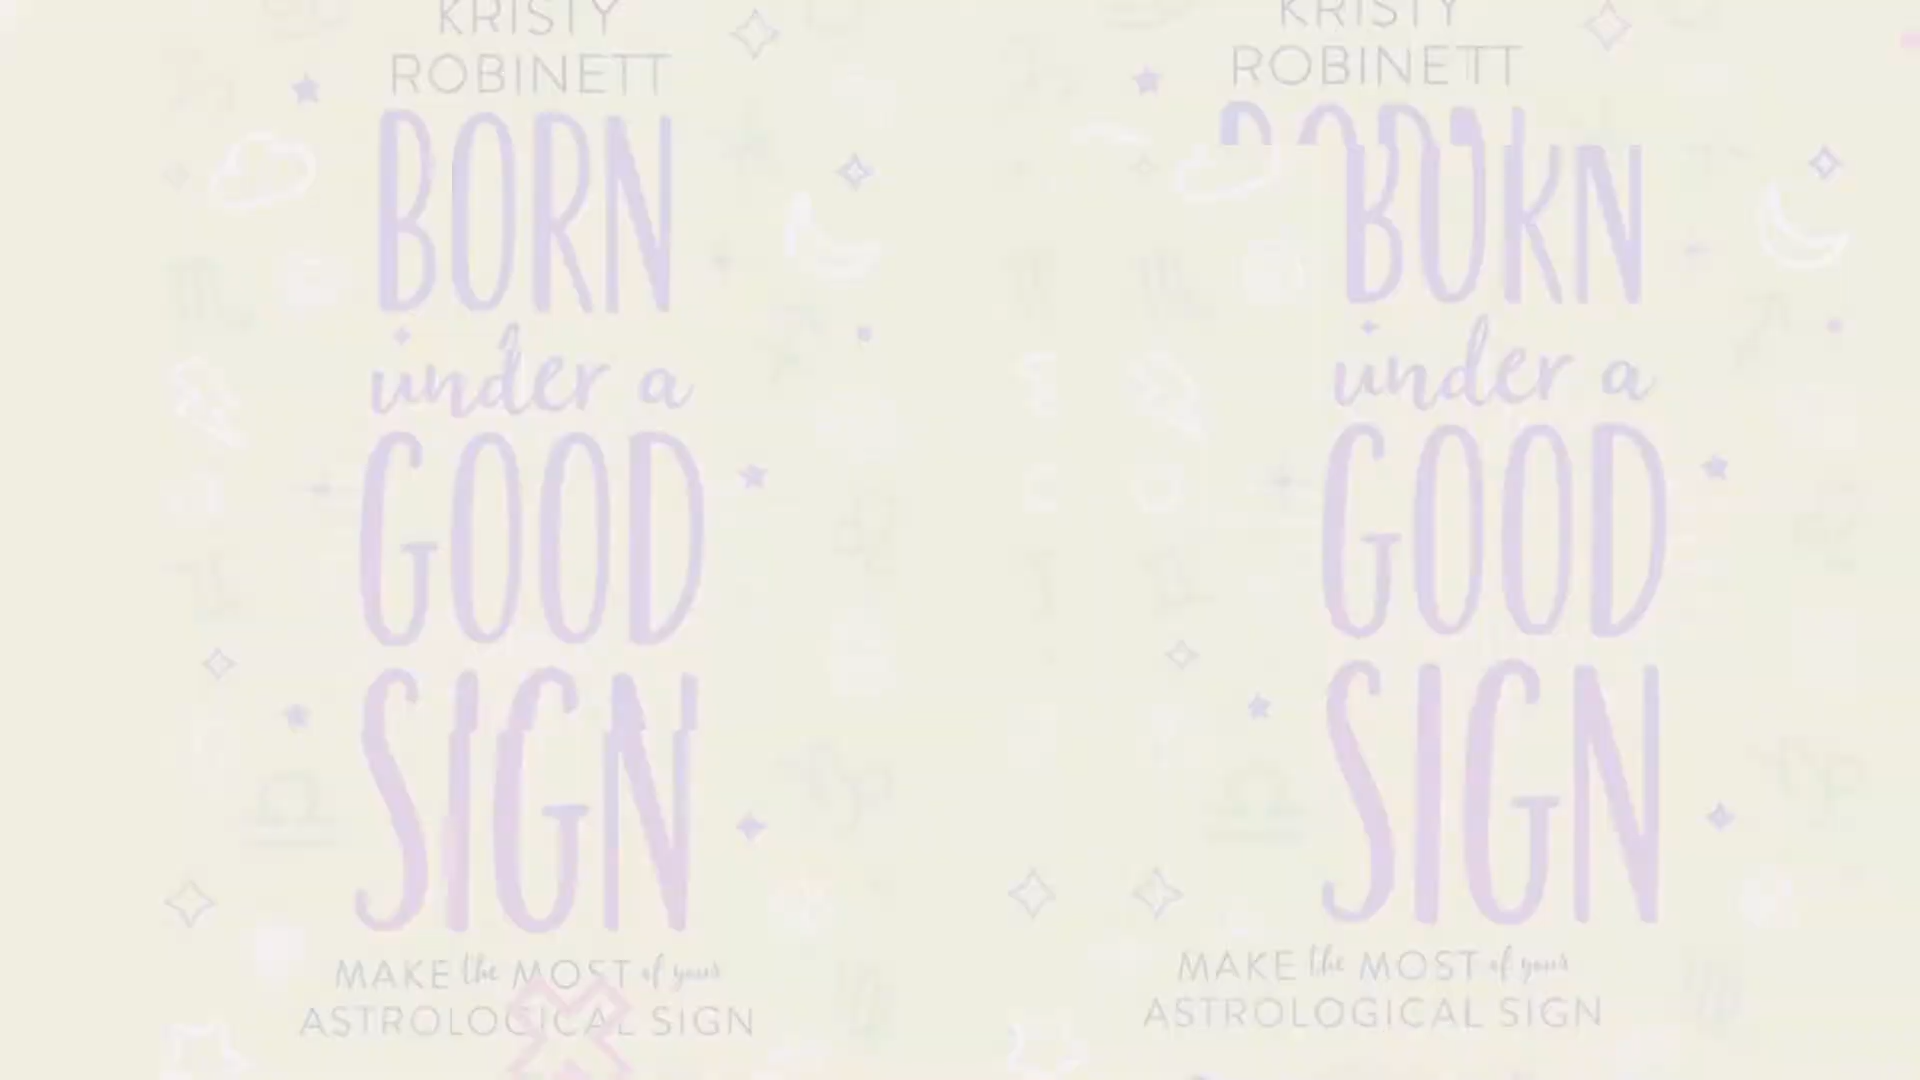 KRISTY
ROBINETT
BORN
under a
GOOD
SIGN
MAKE the MOST of your
ASTROLOGICAL SIGN
KRISTY
ROBINETT
BORN
under a
GOOD
SIGN
MAKE the MOST of your
ASTROLOGICAL SIGN